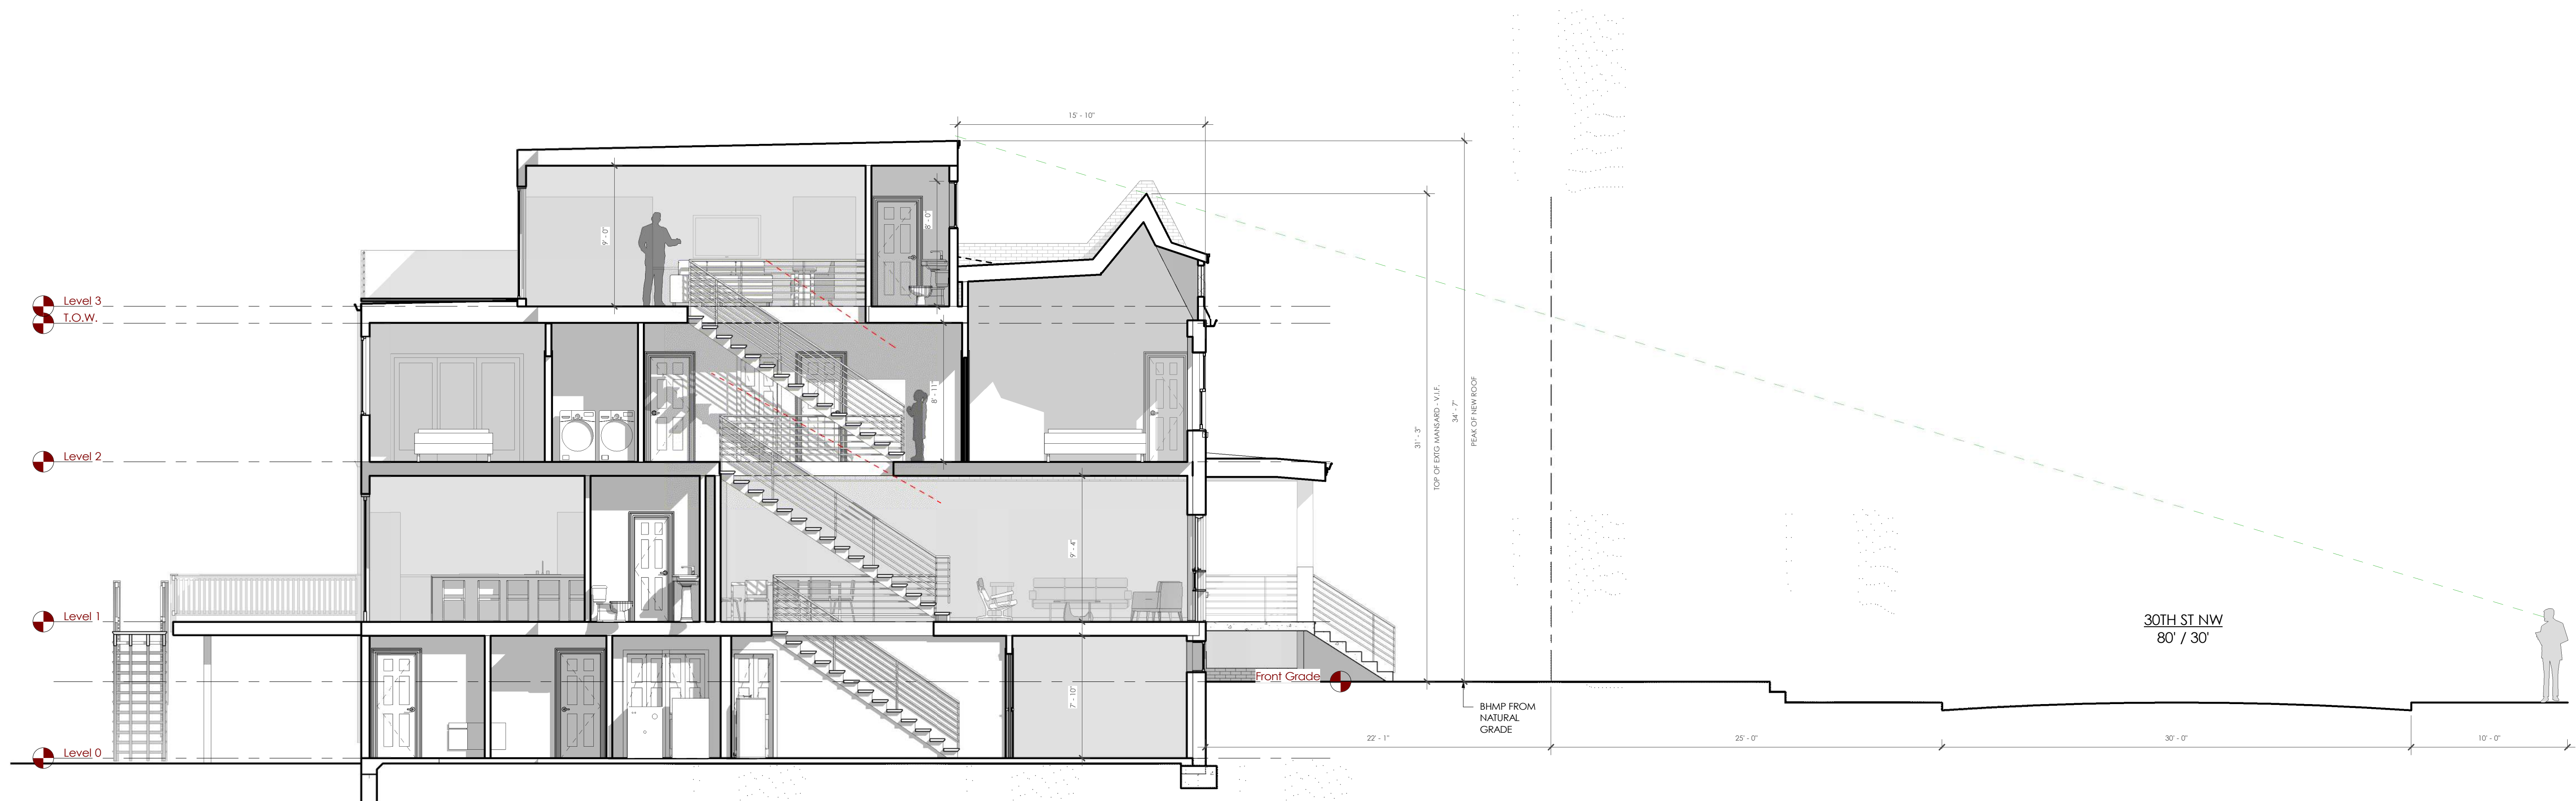 15' - 10"
9' - 0"
8' - 0"
Level 3
T.O.W.
8' - 11"
31' - 3"
TOP OF EXTG MANSARD - V.I.F.
34' - 7"
PEAK OF NEW ROOF
Level 2
9' - 4"
Level 1
30TH ST NW
80' / 30'
Front Grade
7' - 10"
BHMP FROM
NATURAL
GRADE
22' - 1"
25' - 0"
30' - 0"
10' - 0"
Level 0